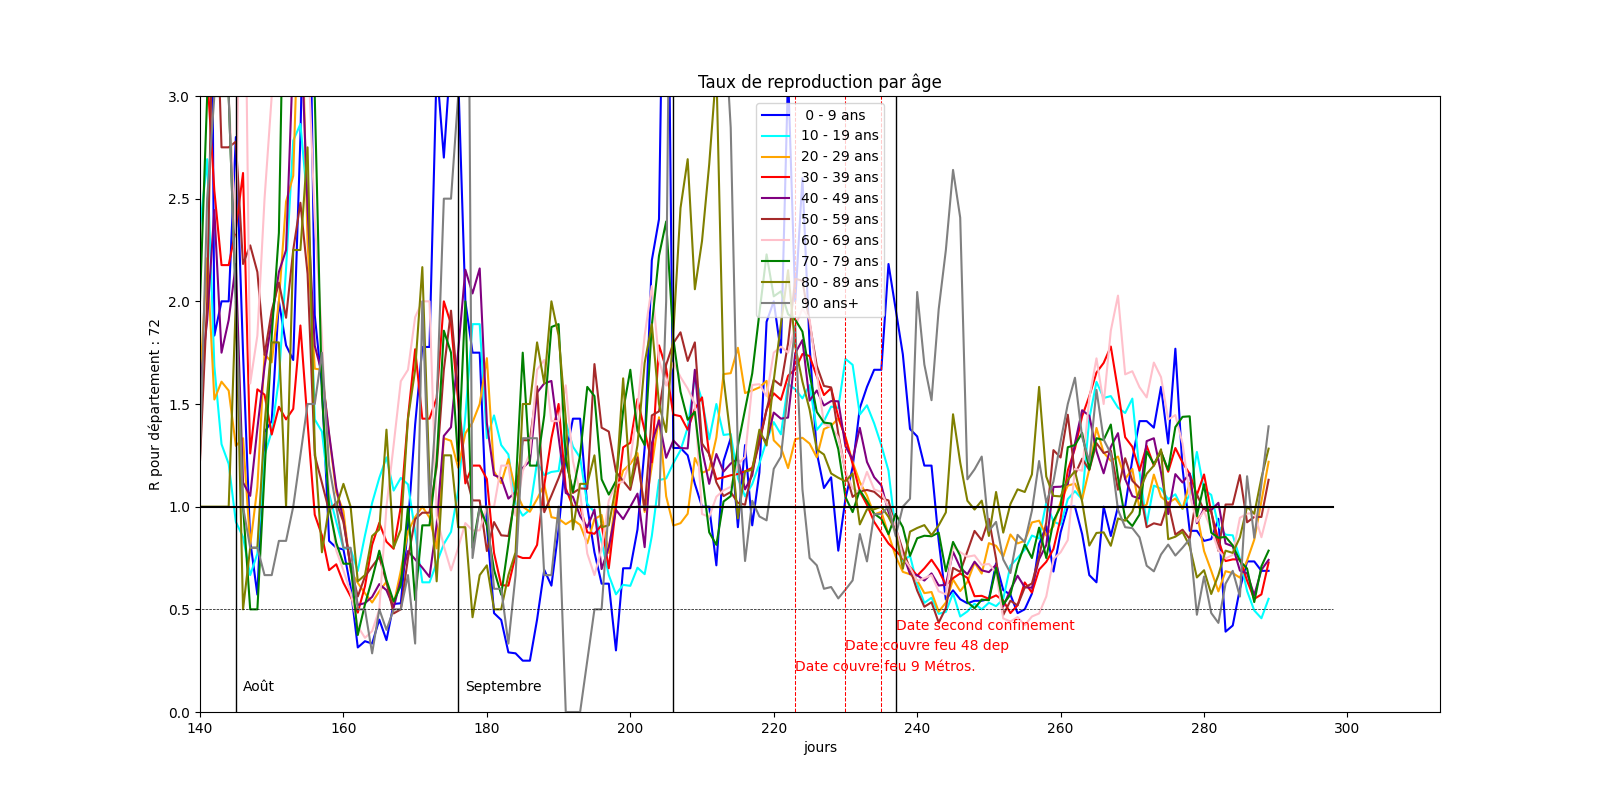 Taux de reproduction par âge
R pour département : 72
3.0
2.5
2.0
1.5
1.0
0.5
0.0
0 - 9 ans
10 - 19 ans
20 - 29 ans
30 - 39 ans
40 - 49 ans
50 - 59 ans
60 - 69 ans
70 - 79 ans
80 - 89 ans
90 ans+
Date second confinement
Date couvre feu 48 dep
Date couvre feu 9 Métros.
Août
Septembre
140 160 180 200 220 240 260 280 300
jours